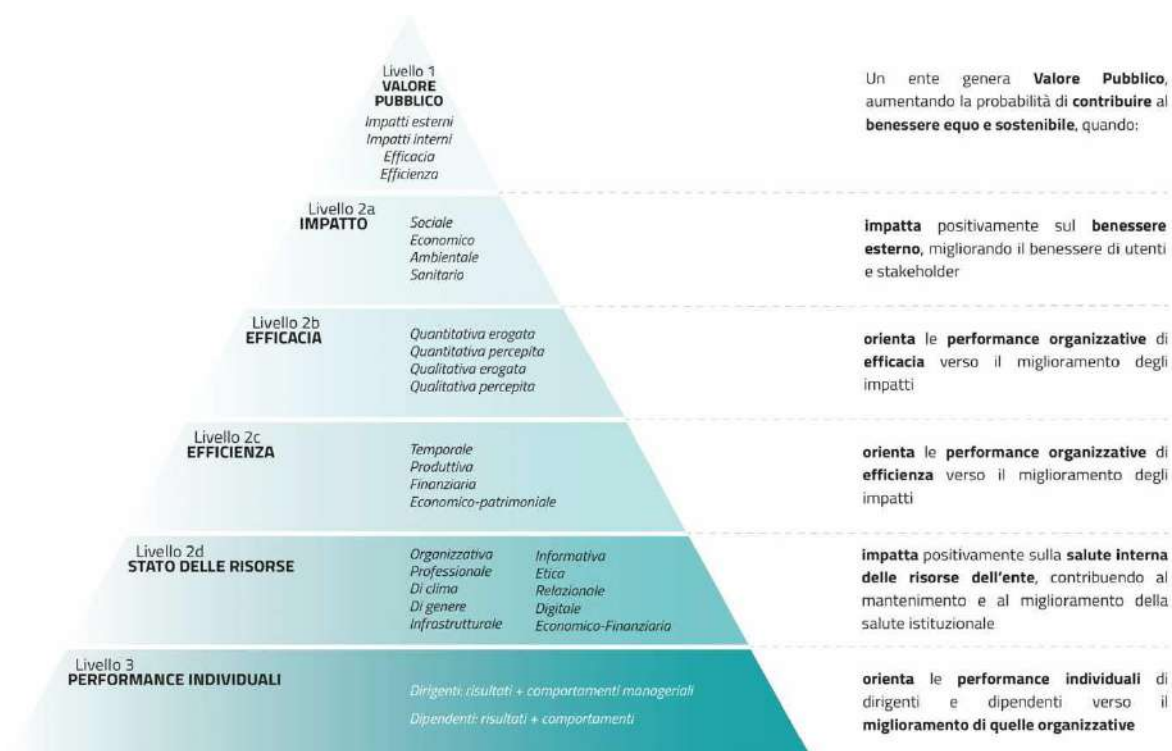 Livello 1
VALORE
PUBBLICO
Impatti esterni
Impatti interni
Efficacia
Efficienza
Un ente genera Valore Pubblico,
aumentando la probabilità di contribuire al
benessere equo e sostenibile, quando:
Livello 2a
IMPATTO
Sociale
Economico
Ambientale
Sanitario
impatta positivamente sul benessere
esterno, migliorando il benessere di utenti
e stakeholder
Livello 2b
EFFICACIA
Quantitativa erogata
Quantitativa percepita
Qualitativa erogata
Qualitativa percepita
orienta le performance organizzative di
efficacia verso il miglioramento degli
impatti
Livello 2c
EFFICIENZA
Temporale
Produttiva
Finanziaria
Economico-patrimoniale
orienta le performance organizzative di
efficienza verso il miglioramento degli
impatti
Livello 2d
STATO DELLE RISORSE
Organizzativa
Professionale
Di clima
Di genere
Infrastrutturale
Informativa
Etica
Relazionale
Digitale
Economico-Finanziaria
impatta positivamente sulla salute interna
delle risorse dell'ente, contribuendo al
mantenimento e al miglioramento della
salute istituzionale
Livello 3
PERFORMANCE INDIVIDUALI
Dirigenti: risultati + comportamenti manageriali
Dipendenti: risultati + comportamenti
orienta le performance individuali di
dirigenti e dipendenti verso il
miglioramento di quelle organizzative